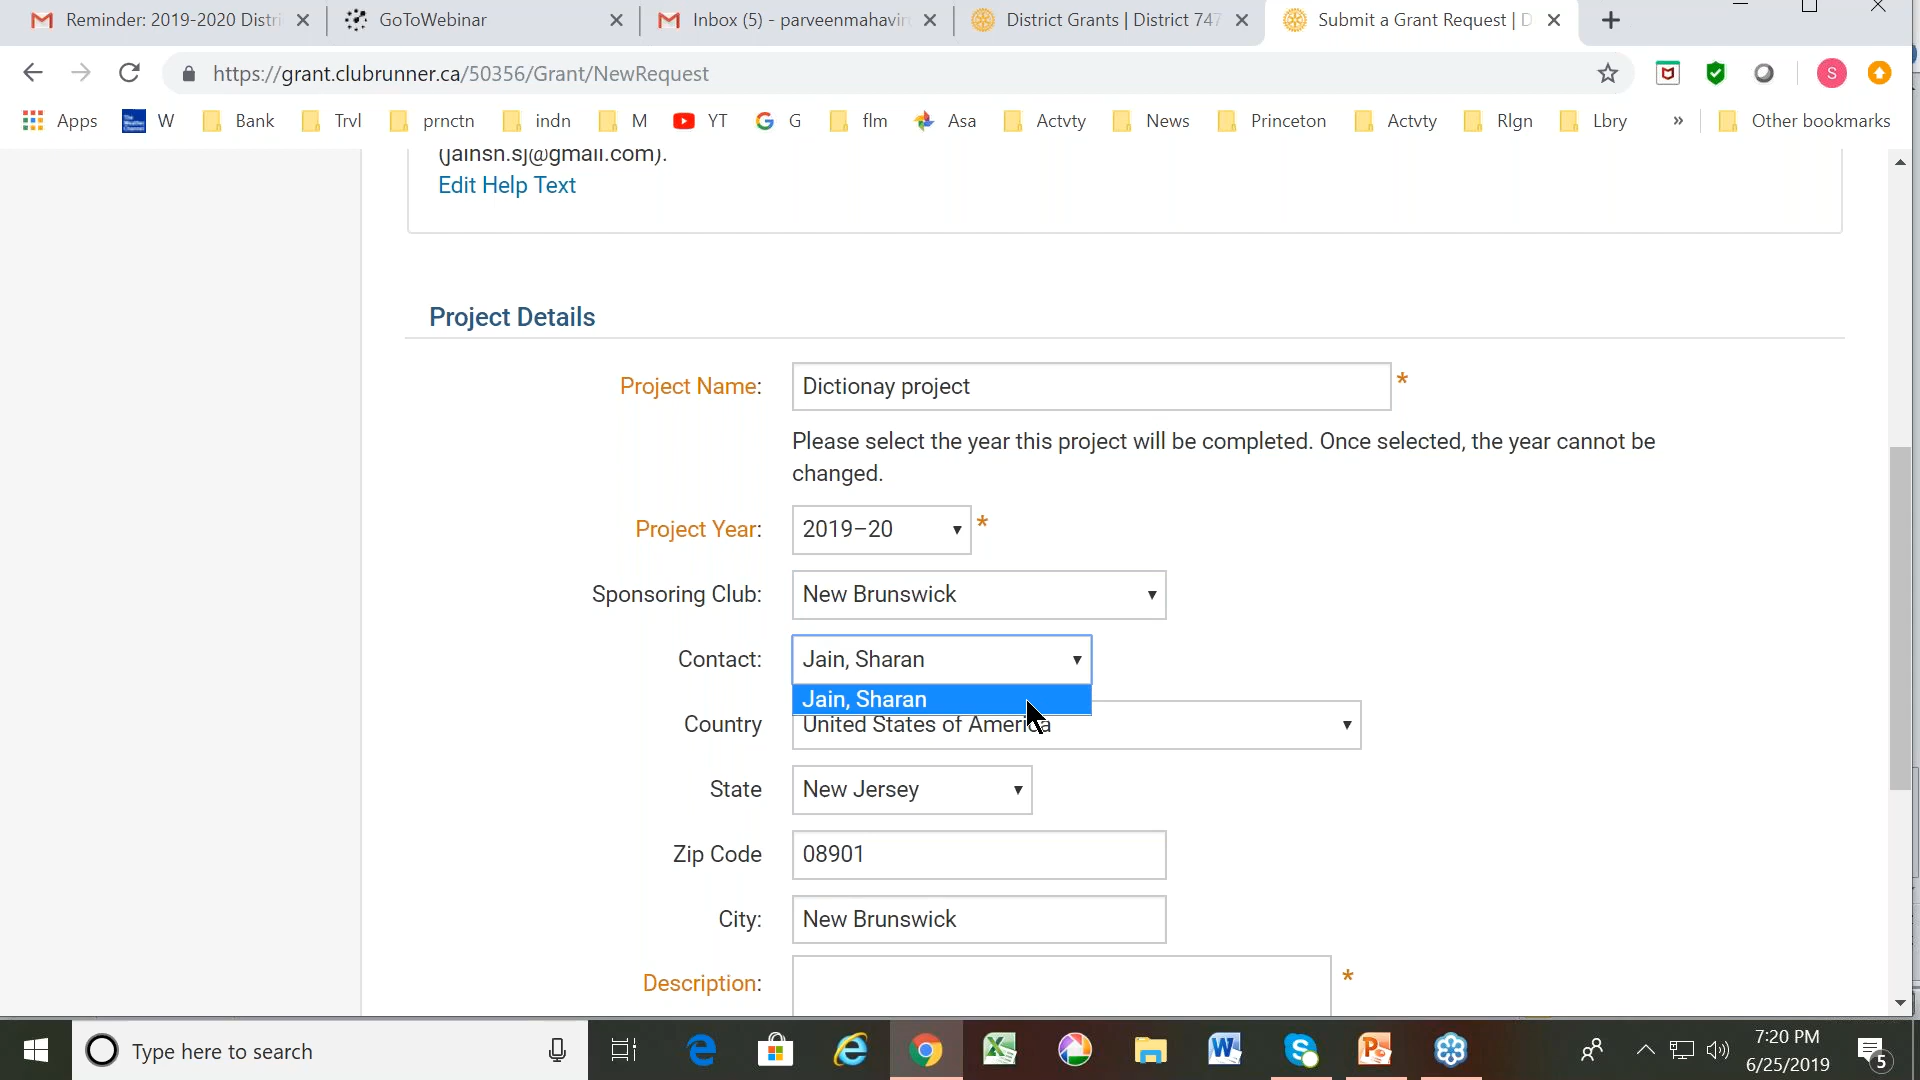 Reminder: 2019-2020 Distri
GoToWebinar
Inbox (5) - parveenmahavir
District Grants | District 747
Submit a Grant Request | D
https://grant.clubrunner.ca/50356/Grant/NewRequest
S
Apps
W
Bank
Trvl
prnctn
indn
M
YT
G
flm
Asa
Actvty
News
Princeton
Actvty
Rlgn
Lbry
»
Other bookmarks
(jainsh.sj@gmail.com).
Edit Help Text
Project Details
Project Name: Dictionay project *
Please select the year this project will be completed. Once selected, the year cannot be
changed.
Project Year: 2019-20 *
Sponsoring Club: New Brunswick
Contact: Jain, Sharan
Jain, Sharan
Country United States of America
State New Jersey
Zip Code 08901
City: New Brunswick
Description: *
Type here to search
7:20 PM
6/25/2019
5